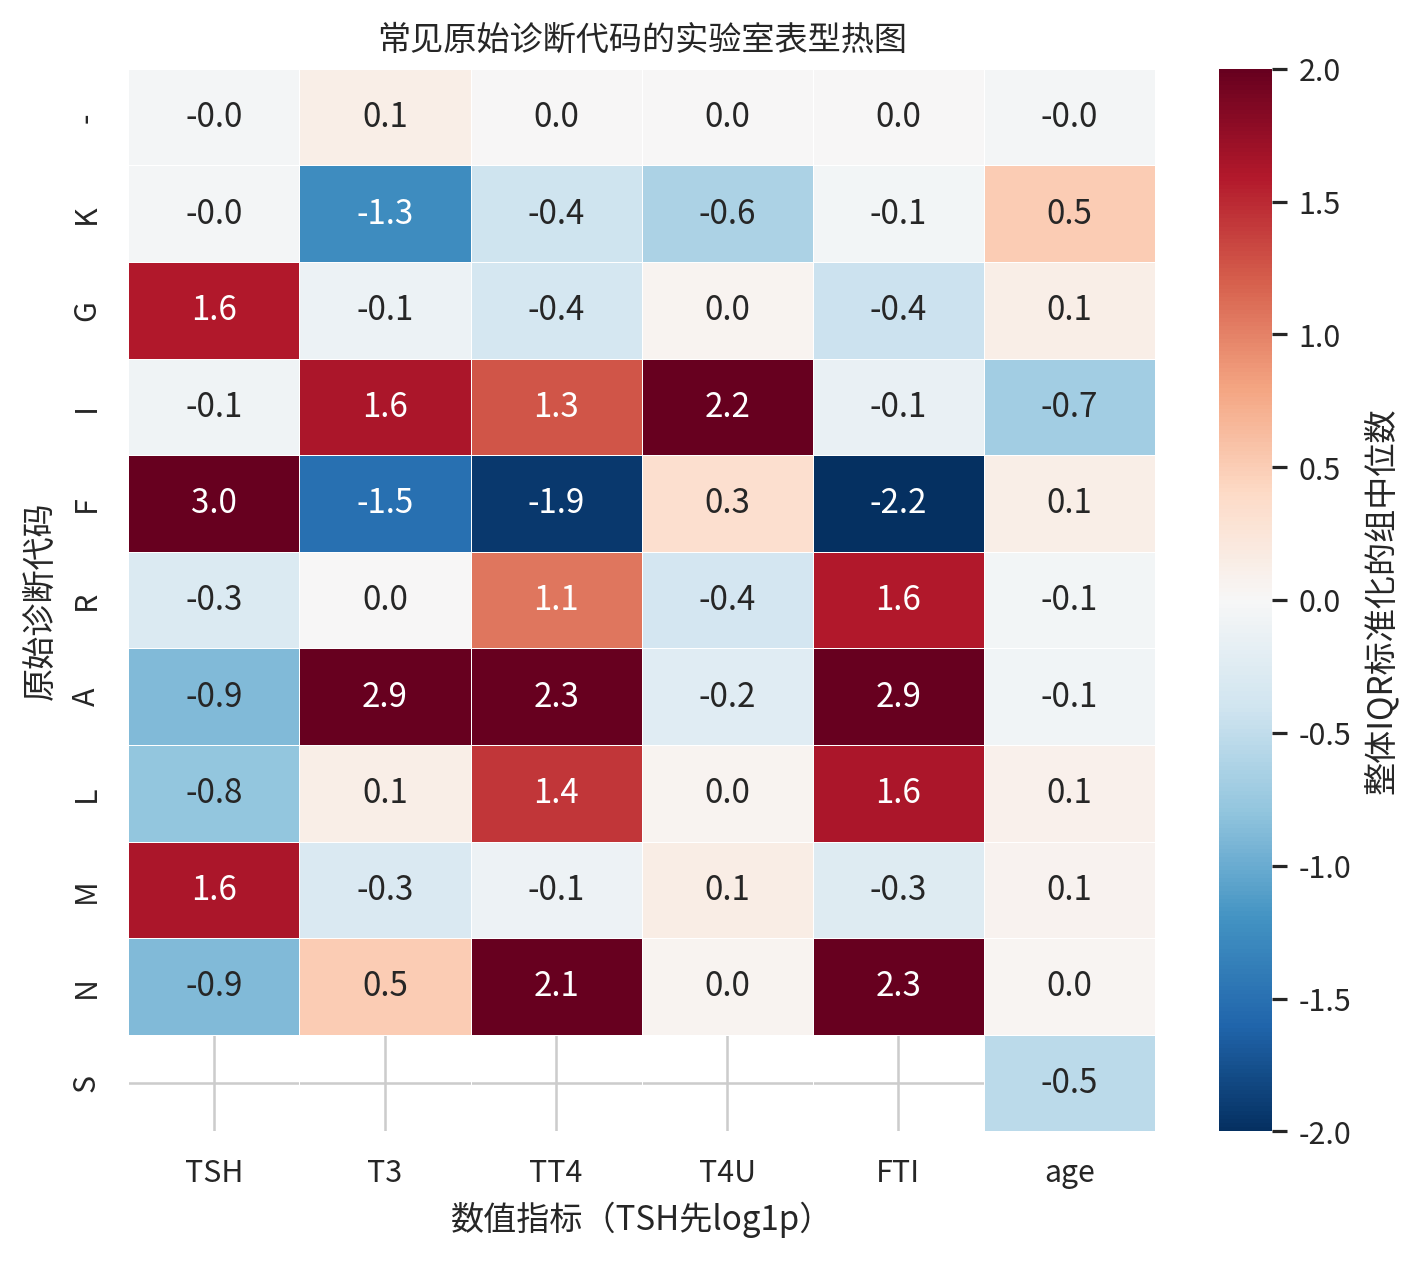 常见原始诊断代码的实验室表型热图
原始诊断代码
- -0.0 0.1 0.0 0.0 0.0 -0.0
K -0.0 -1.3 -0.4 -0.6 -0.1 0.5
G 1.6 -0.1 -0.4 0.0 -0.4 0.1
I -0.1 1.6 1.3 2.2 -0.1 -0.7
F 3.0 -1.5 -1.9 0.3 -2.2 0.1
R -0.3 0.0 1.1 -0.4 1.6 -0.1
A -0.9 2.9 2.3 -0.2 2.9 -0.1
L -0.8 0.1 1.4 0.0 1.6 0.1
M 1.6 -0.3 -0.1 0.1 -0.3 0.1
N -0.9 0.5 2.1 0.0 2.3 0.0
S -0.5
TSH T3 TT4 T4U FTI age
数值指标（TSH先log1p）
2.0
1.5
1.0
0.5
0.0
-0.5
-1.0
-1.5
-2.0
整体IQR标准化的组中位数